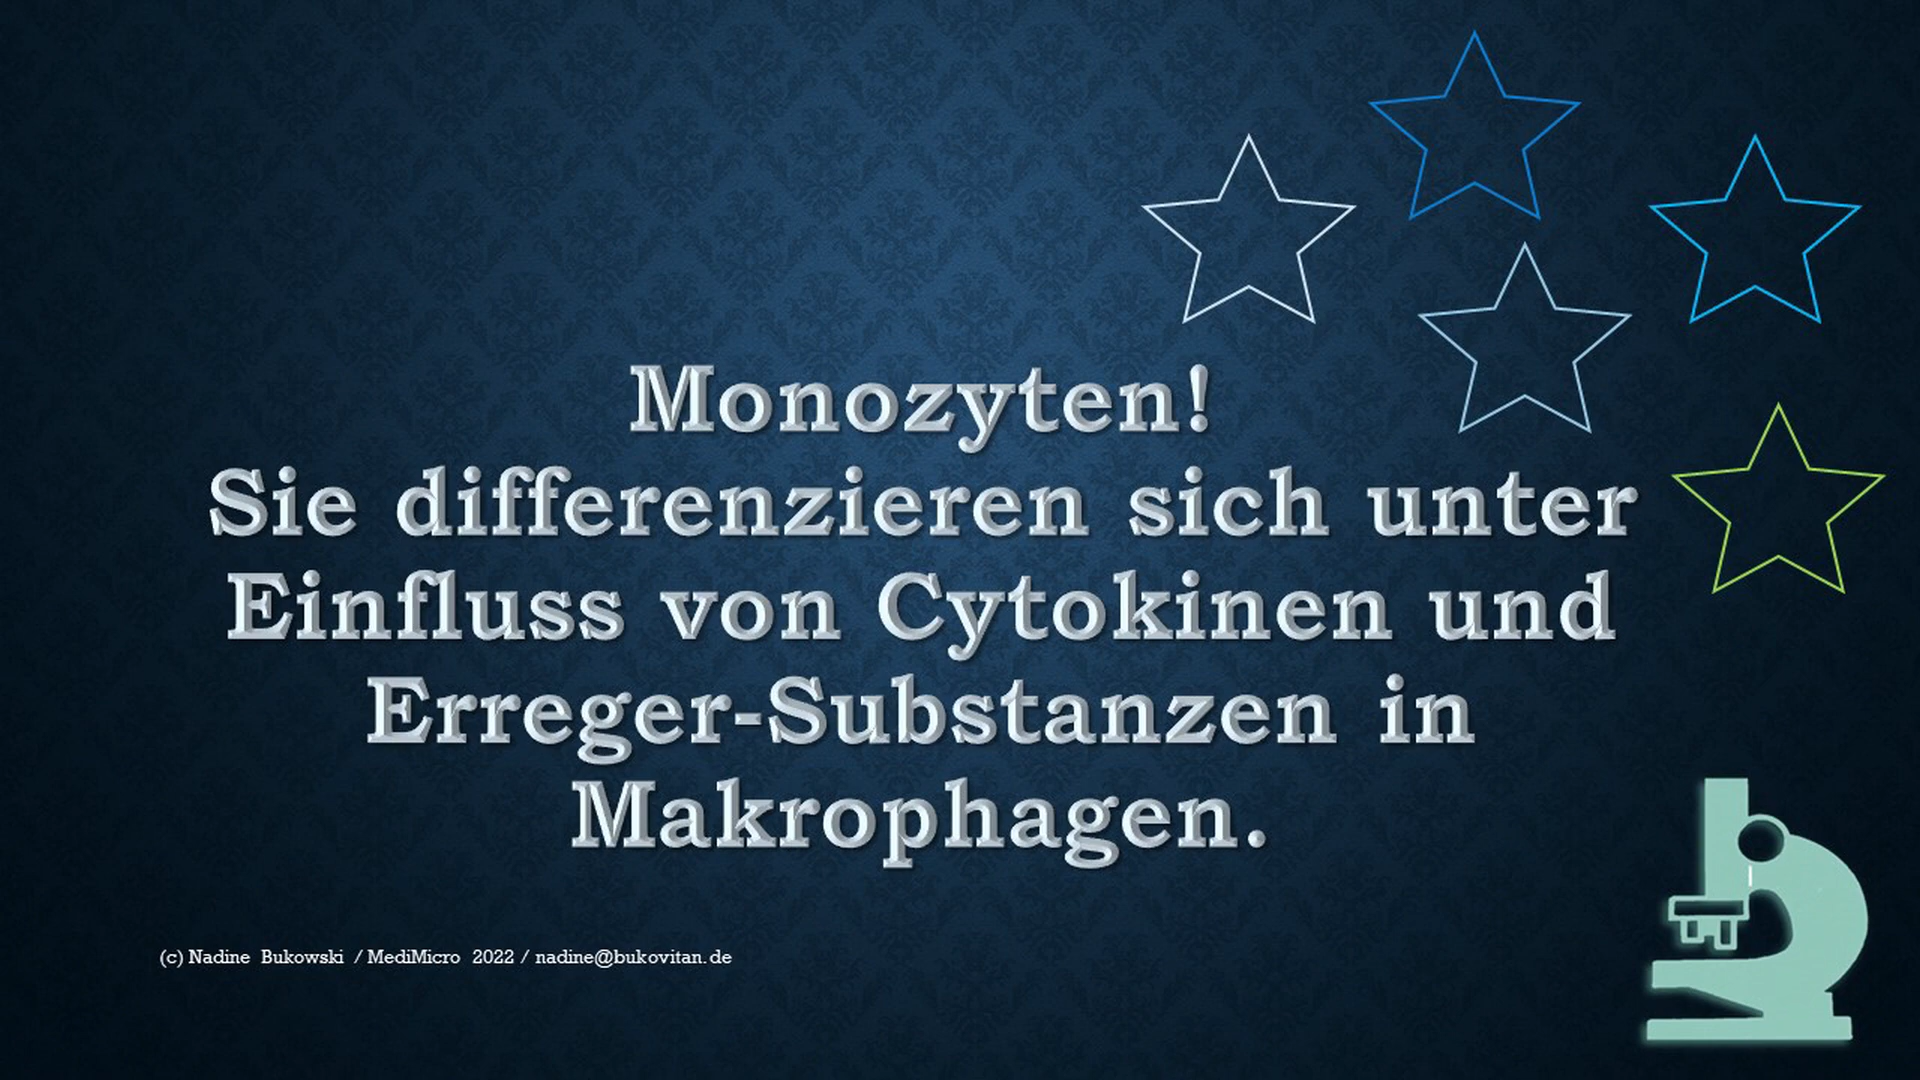 Monozyten!
Sie differenzieren sich unter
Einfluss von Cytokinen und
Erreger-Substanzen in
Makrophagen.
(c) Nadine Bukowski / MediMicro 2022 / nadine@bukovitan.de